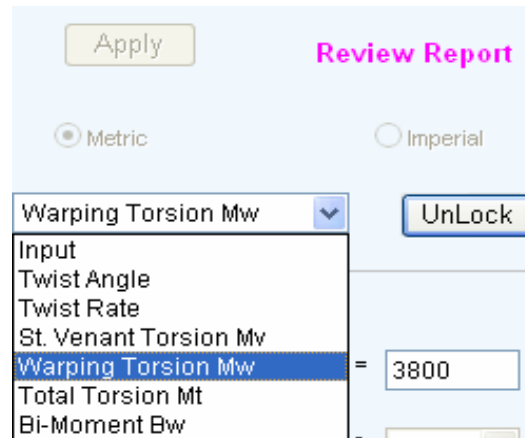 Apply
Review Report
Metric
Imperial
Warping Torsion Mw
UnLock
Input
Twist Angle
Twist Rate
St. Venant Torsion Mv
Warping Torsion Mw
= 3800
Total Torsion Mt
Bi-Moment Bw